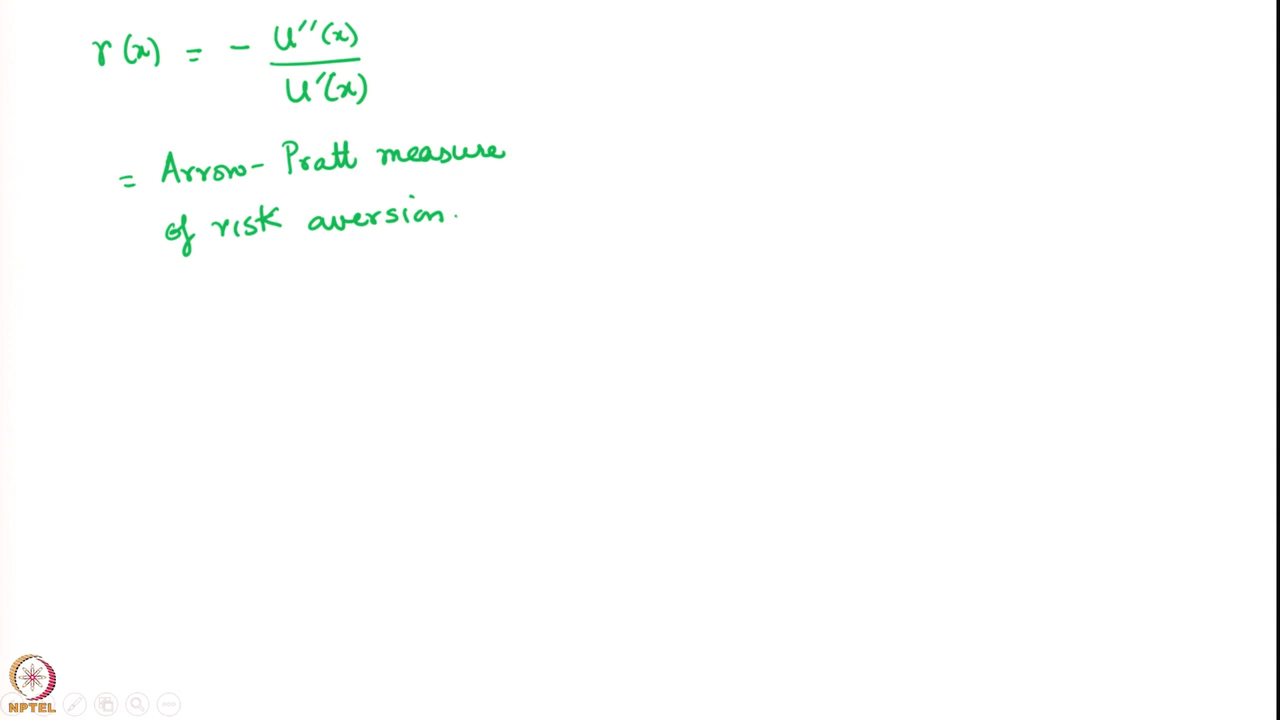 r(x) = - U''(x) / U'(x)
= Arrow-Pratt measure
of risk aversion.
NPTEL